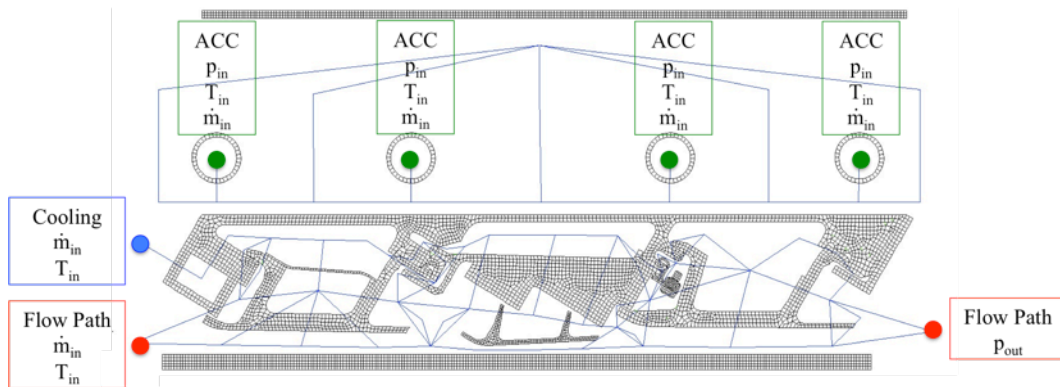 ACC
pin
Tin
ṁin
ACC
pin
Tin
ṁin
ACC
pin
Tin
ṁin
ACC
pin
Tin
ṁin
Cooling
ṁin
Tin
Flow Path
ṁin
Tin
Flow Path
pout